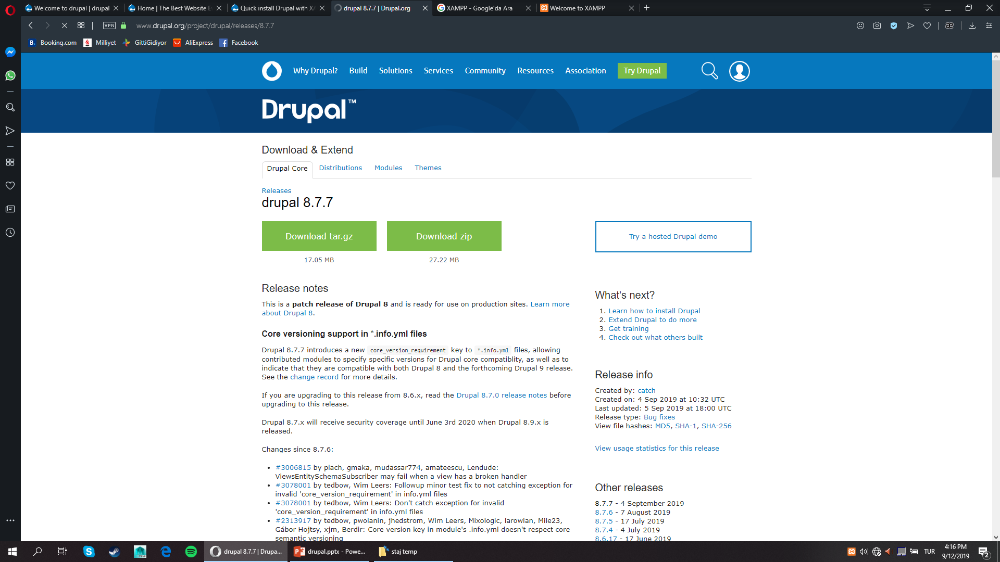 Welcome to drupal | drupal
Home | The Best Website E
Quick install Drupal with XA
drupal 8.7.7 | Drupal.org
XAMPP - Google'da Ara
Welcome to XAMPP
VPN
www.drupal.org/project/drupal/releases/8.7.7
B. Booking.com
Milliyet
GittiGidiyor
AliExpress
Facebook
Why Drupal?
Build
Solutions
Services
Community
Resources
Association
Try Drupal
Drupal™
Download & Extend
Drupal Core
Distributions
Modules
Themes
Releases
drupal 8.7.7
Download tar.gz
17.05 MB
Download zip
27.22 MB
Try a hosted Drupal demo
Release notes
This is a patch release of Drupal 8 and is ready for use on production sites. Learn more
about Drupal 8.
Core versioning support in *.info.yml files
Drupal 8.7.7 introduces a new core_version_requirement key to *.info.yml files, allowing
contributed modules to specify specific versions for Drupal core compatiblity, as well as to
indicate that they are compatible with both Drupal 8 and the forthcoming Drupal 9 release.
See the change record for more details.
If you are upgrading to this release from 8.6.x, read the Drupal 8.7.0 release notes before
upgrading to this release.
Drupal 8.7.x will receive security coverage until June 3rd 2020 when Drupal 8.9.x is
released.
Changes since 8.7.6:
• #3006815 by plach, gmaka, mudassar774, amateescu, Lendude:
ViewsEntitySchemaSubscriber may fail when a view has a broken handler
• #3078001 by tedbow, Wim Leers: Followup minor test fix to not catching exception for
invalid 'core_version_requirement' in info.yml files
• #3078001 by tedbow, Wim Leers: Don't catch exception for invalid
'core_version_requirement' in info.yml files
• #2313917 by tedbow, pwolanin, jhedstrom, Wim Leers, Mixologic, larowlan, Mile23,
Gábor Hojtsy, xjm, Berdir: Core version key in module's .info.yml doesn't respect core
semantic versioning
What's next?
1. Learn how to install Drupal
2. Extend Drupal to do more
3. Get training
4. Check out what others built
Release info
Created by: catch
Created on: 4 Sep 2019 at 10:32 UTC
Last updated: 5 Sep 2019 at 18:00 UTC
Release type: Bug fixes
View file hashes: MD5, SHA-1, SHA-256
View usage statistics for this release
Other releases
8.7.7 - 4 September 2019
8.7.6 - 7 August 2019
8.7.5 - 17 July 2019
8.7.4 - 4 July 2019
8.6.17 - 17 June 2019
drupal 8.7.7 | Drupa...
drupal.pptx - Powe...
staj temp
TUR
4:16 PM
9/12/2019
2